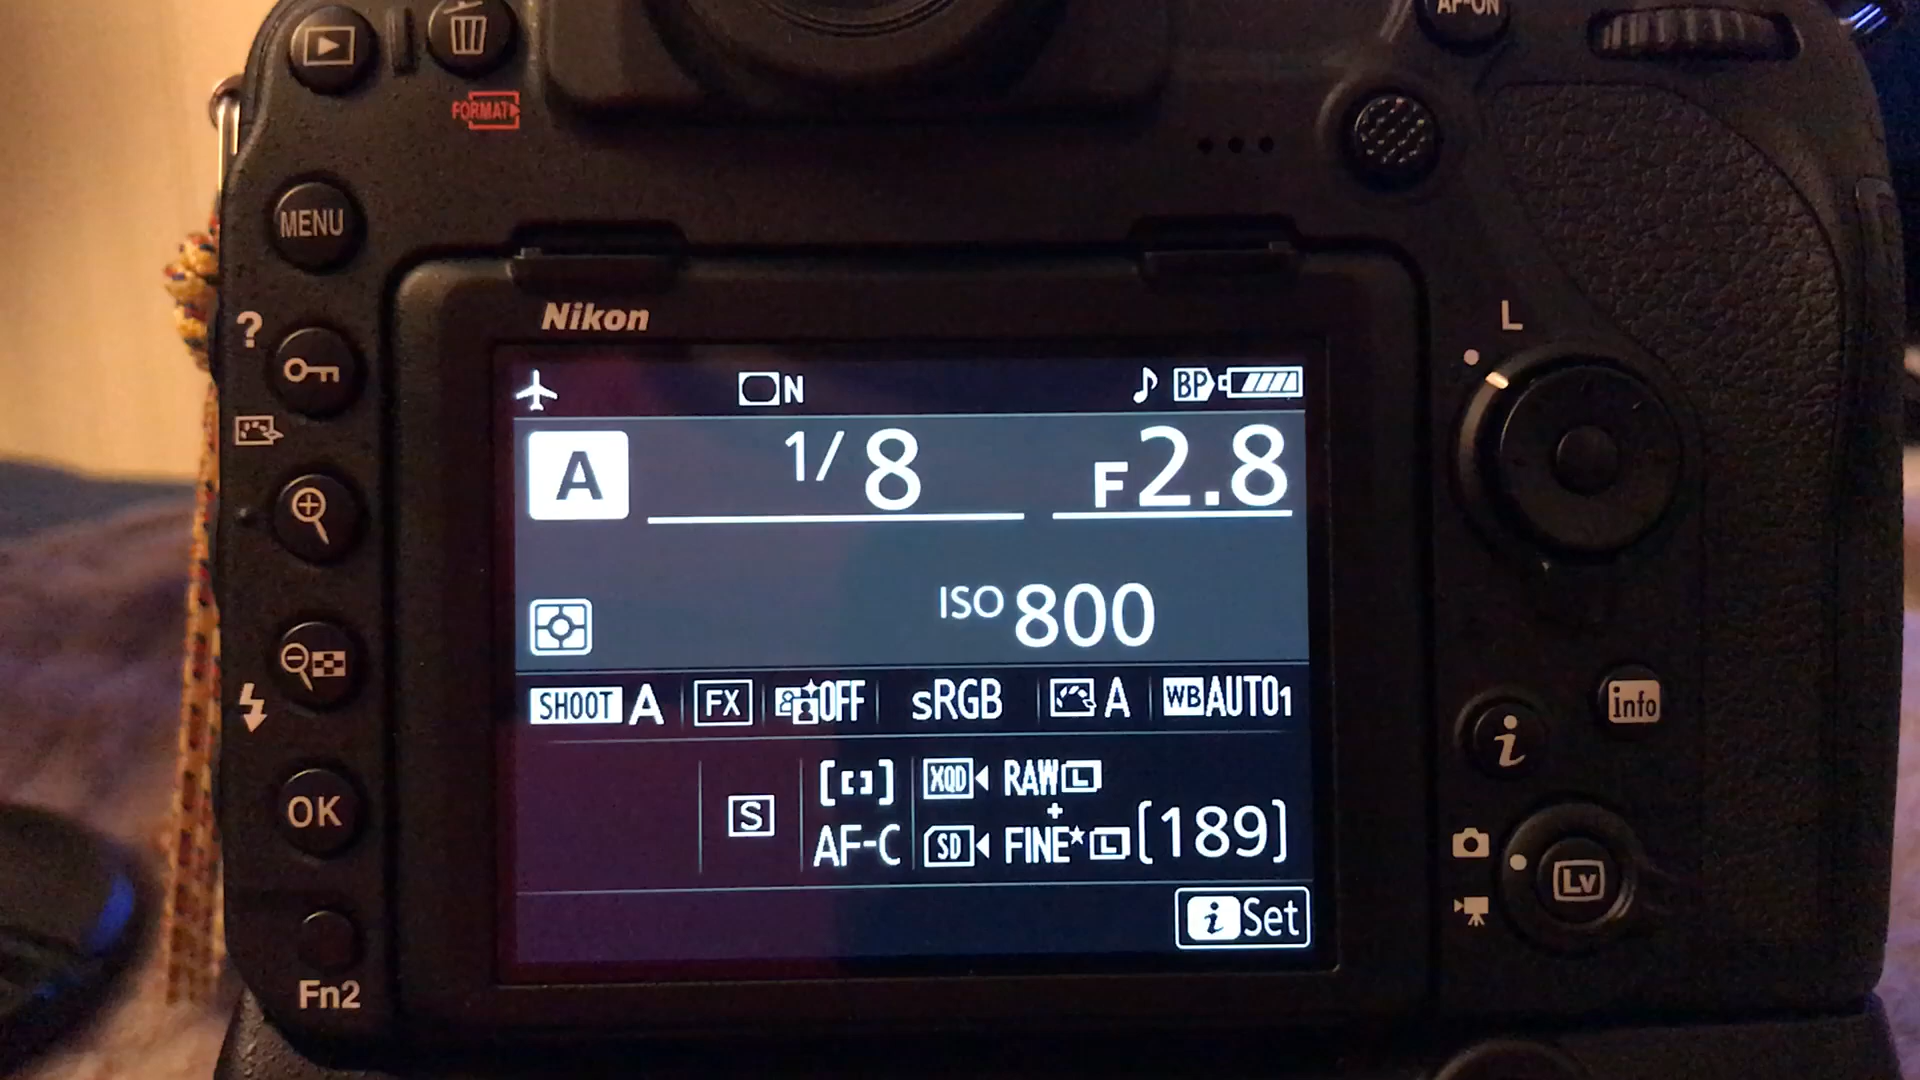 AF-ON
FORMAT
MENU
Nikon
?
L
N
BP
A
1/8
F2.8
ISO 800
SHOOT A
FX
OFF
sRGB
A
WB AUTO1
info
i
S
XQD RAW L
+
AF-C
SD FINE★ L
[189]
OK
Lv
i Set
Fn2